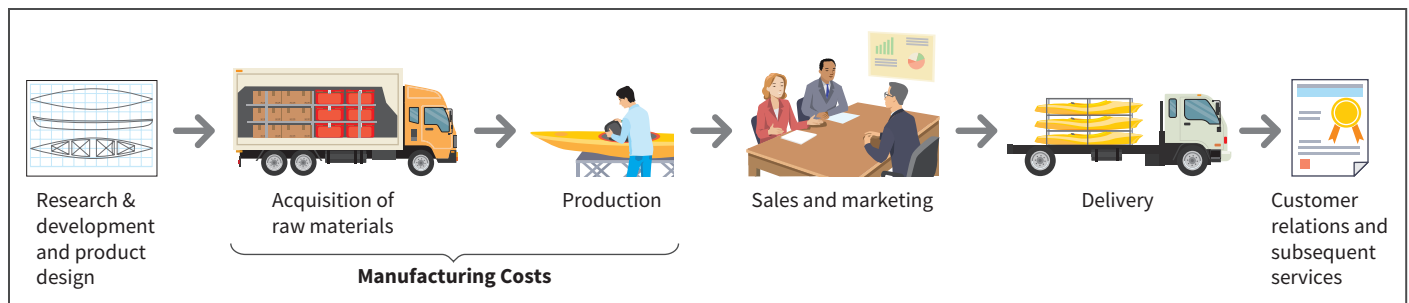 Research &
development
and product
design
Acquisition of
raw materials
Production
Manufacturing Costs
Sales and marketing
Delivery
Customer
relations and
subsequent
services